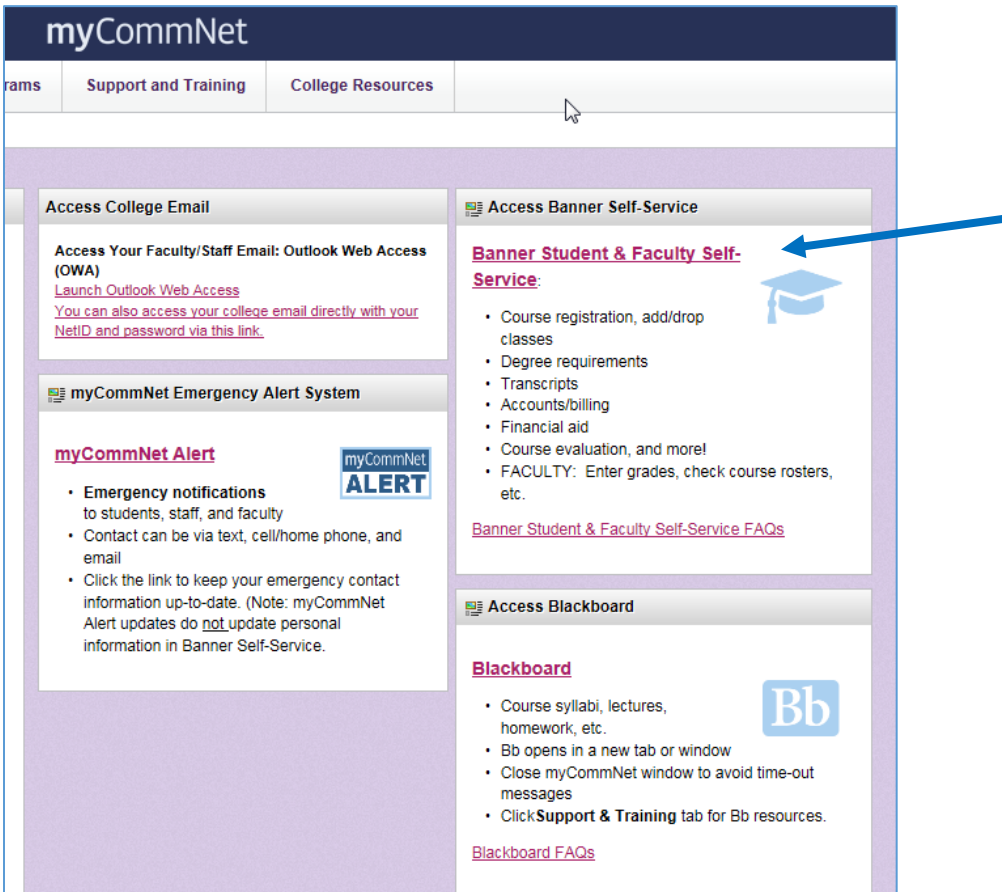 myCommNet
rams
Support and Training
College Resources
Access College Email
Access Your Faculty/Staff Email: Outlook Web Access
(OWA)
Launch Outlook Web Access
You can also access your college email directly with your
NetID and password via this link.
myCommNet Emergency Alert System
myCommNet Alert
myCommNet
ALERT
• Emergency notifications
to students, staff, and faculty
• Contact can be via text, cell/home phone, and
email
• Click the link to keep your emergency contact
information up-to-date. (Note: myCommNet
Alert updates do not update personal
information in Banner Self-Service.
Access Banner Self-Service
Banner Student & Faculty Self-
Service:
• Course registration, add/drop
classes
• Degree requirements
• Transcripts
• Accounts/billing
• Financial aid
• Course evaluation, and more!
• FACULTY: Enter grades, check course rosters,
etc.
Banner Student & Faculty Self-Service FAQs
Access Blackboard
Blackboard
Bb
• Course syllabi, lectures,
homework, etc.
• Bb opens in a new tab or window
• Close myCommNet window to avoid time-out
messages
• ClickSupport & Training tab for Bb resources.
Blackboard FAQs